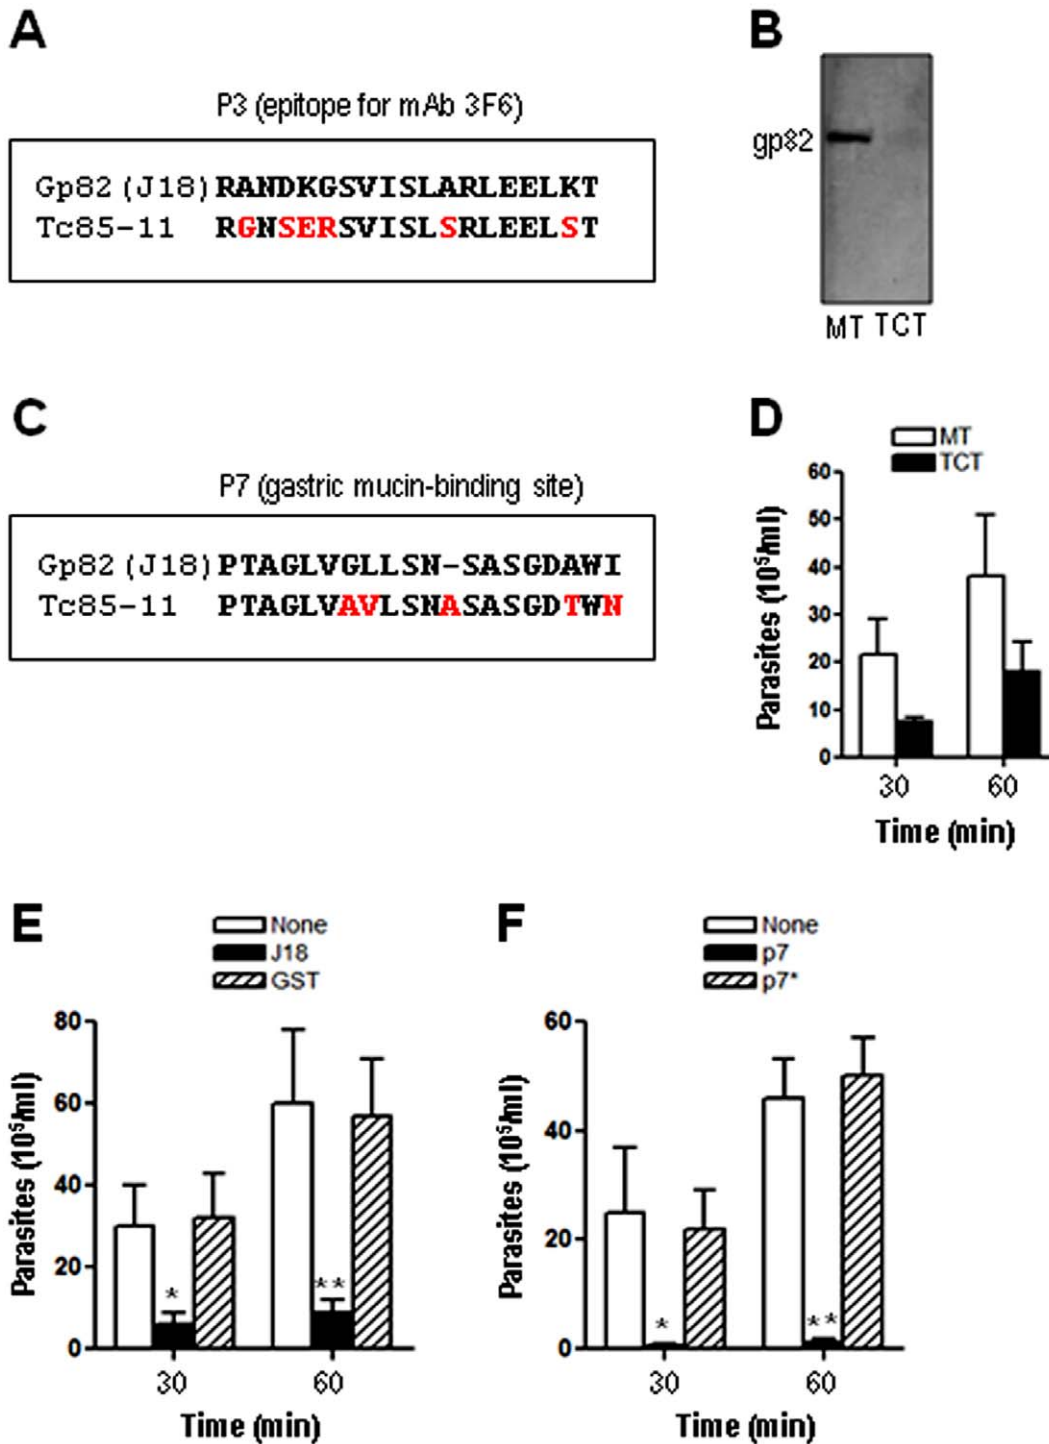 A
P3 (epitope for mAb 3F6)
Gp82 (J18) RANDKGSVISLARLEELKT
Tc85-11 RGNSERSVISLSRLEELST
B
gp82
MT TCT
C
P7 (gastric mucin-binding site)
Gp82 (J18) PTAGLVGLLSN-SASGDAWI
Tc85-11 PTAGLVAVLSNASASGDTWN
D
MT
TCT
Parasites (10⁵/ml)
60
50
40
30
20
10
0
30 60
Time (min)
E
None
J18
GST
Parasites (10⁵/ml)
80
60
40
20
0
* **
30 60
Time (min)
F
None
p7
p7*
Parasites (10⁵/ml)
60
40
20
0
* **
30 60
Time (min)